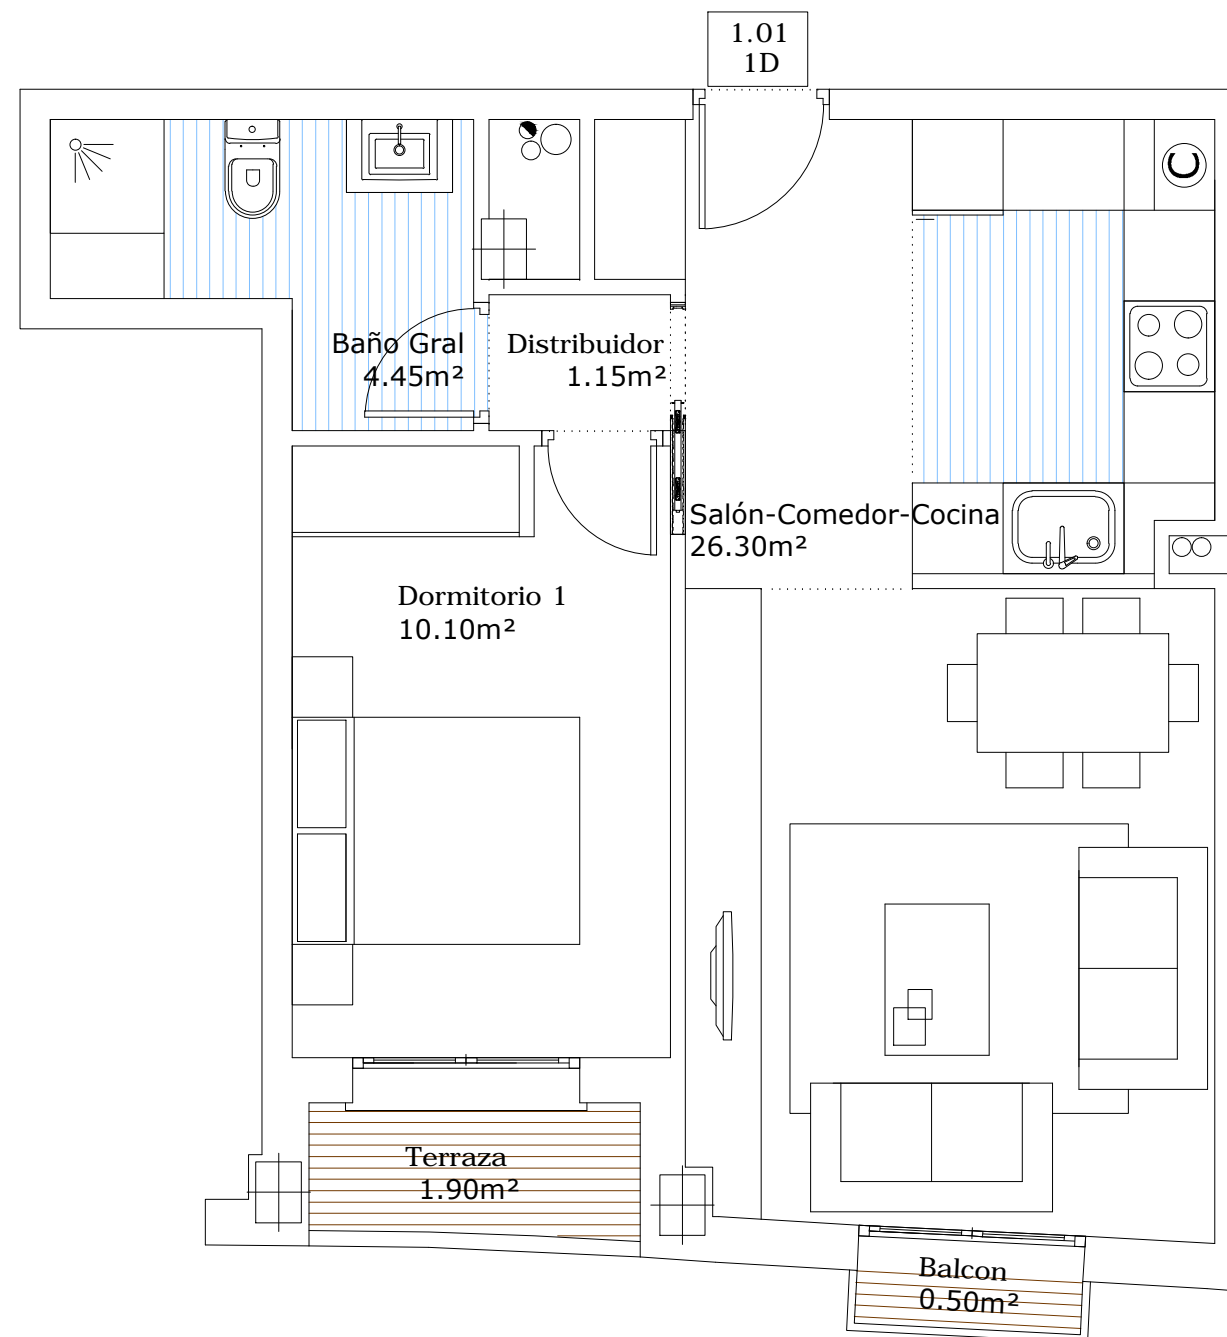 1.01
1D
Baño Gral
4.45m²
Distribuidor
1.15m²
Salón-Comedor-Cocina
26.30m²
Dormitorio 1
10.10m²
Terraza
1.90m²
Balcon
0.50m²